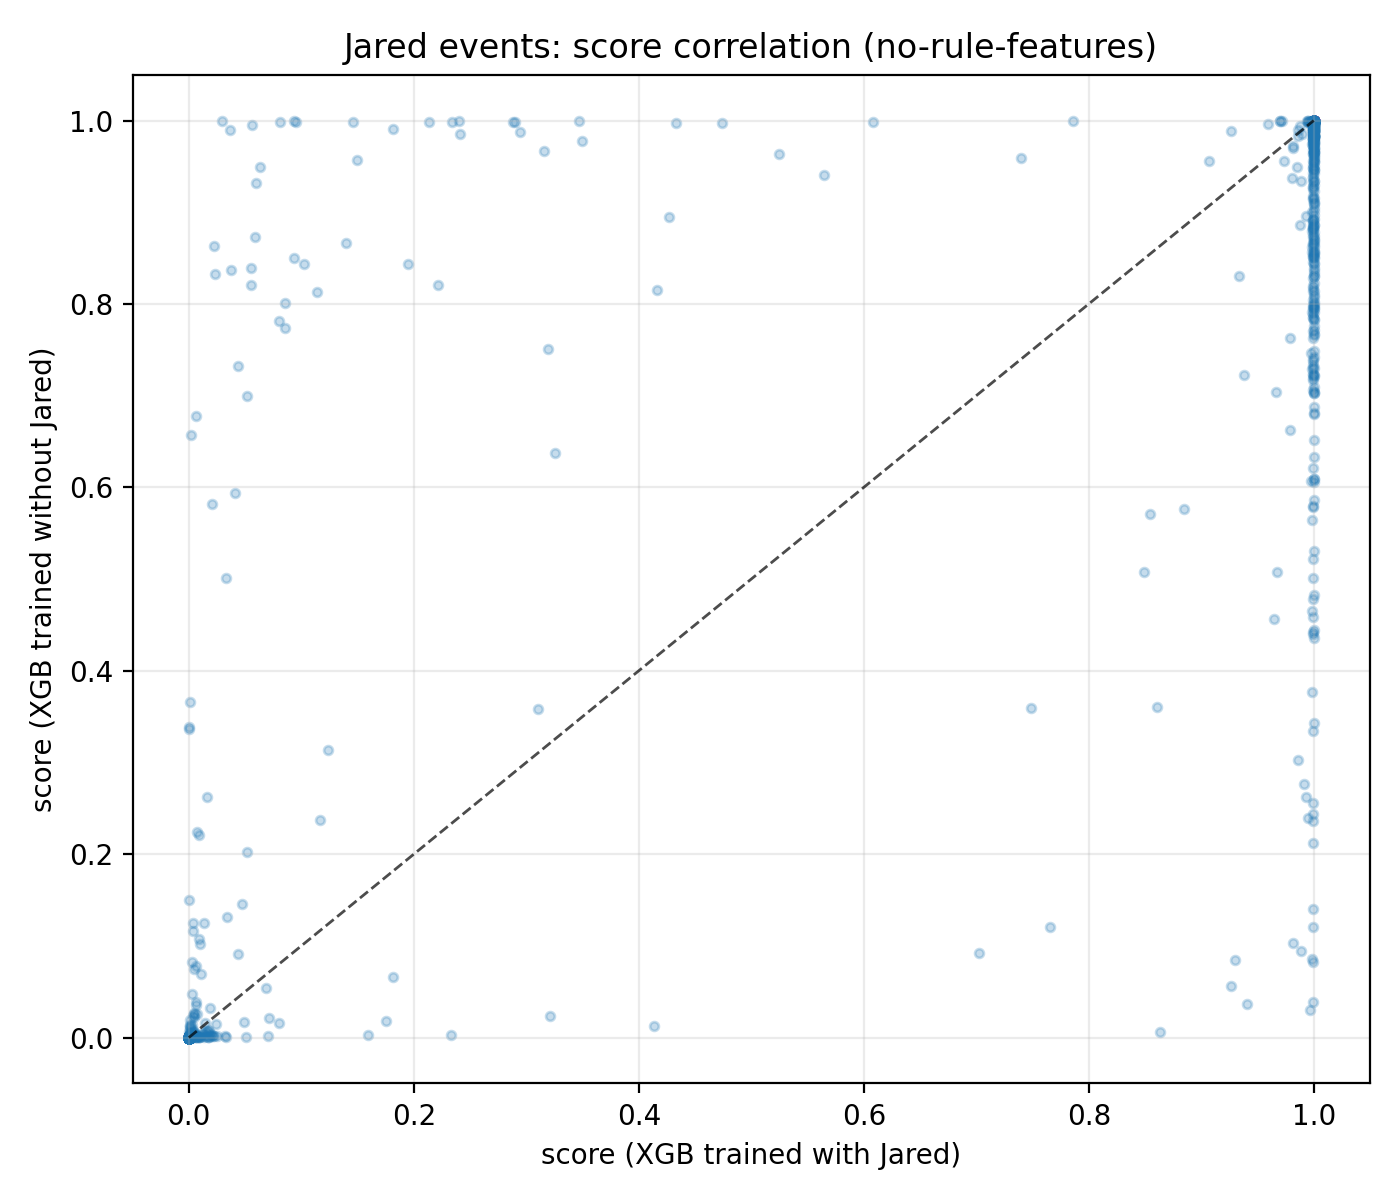 Jared events: score correlation (no-rule-features)
1.0
0.8
0.6
0.4
0.2
0.0
score (XGB trained without Jared)
0.0 0.2 0.4 0.6 0.8 1.0
score (XGB trained with Jared)